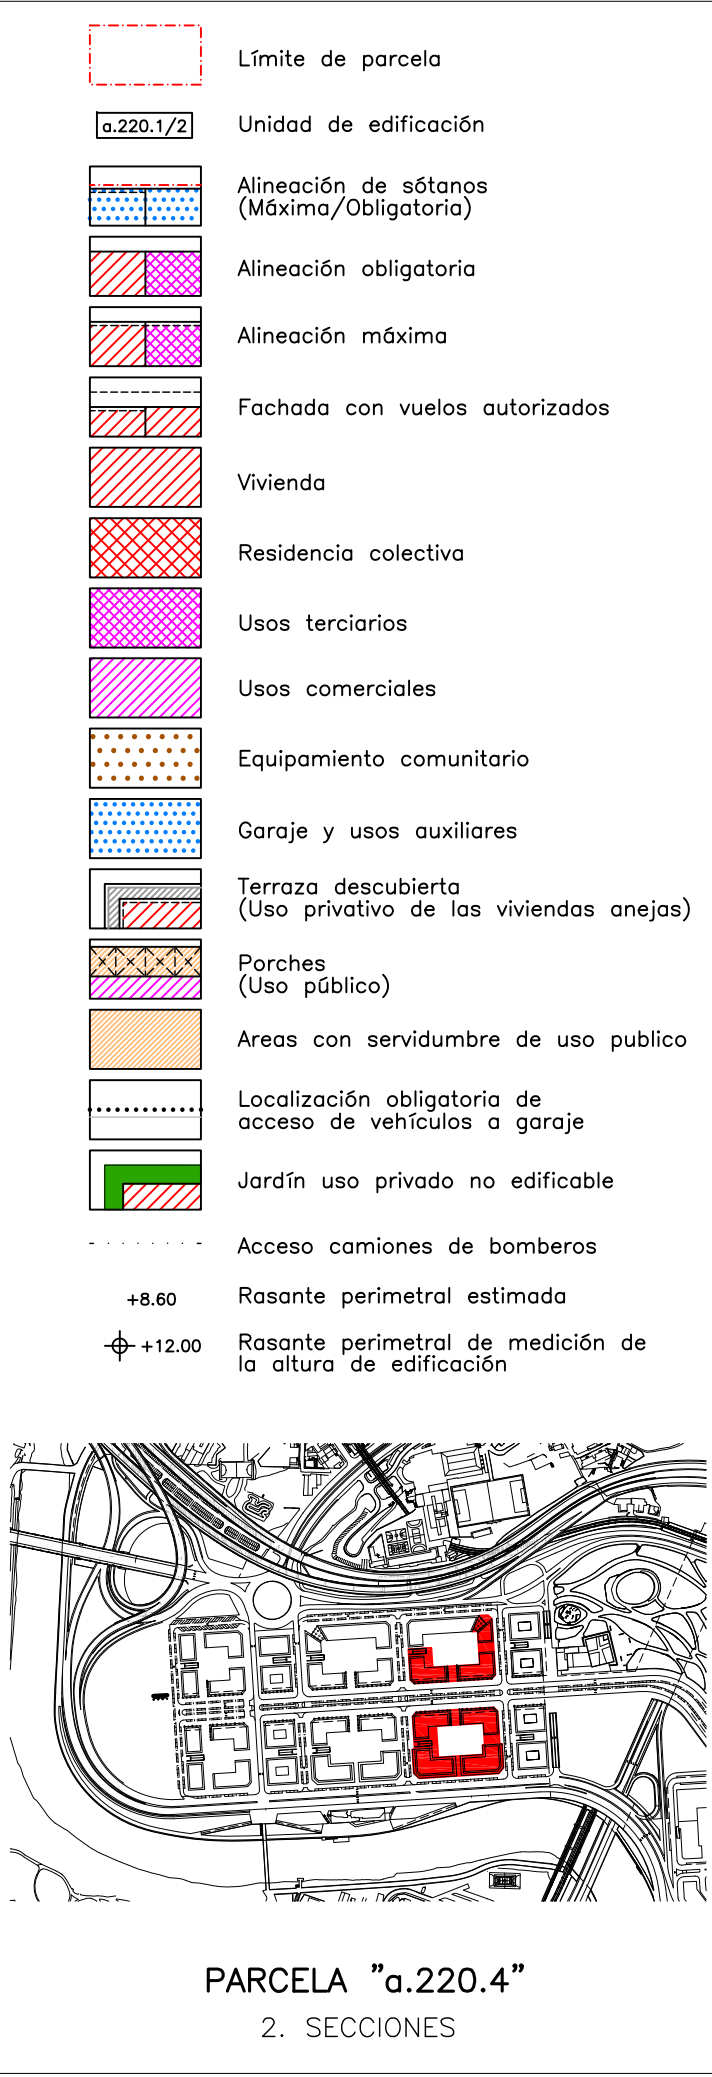 Límite de parcela
a.220.1/2
Unidad de edificación
Alineación de sótanos
(Máxima/Obligatoria)
Alineación obligatoria
Alineación máxima
Fachada con vuelos autorizados
Vivienda
Residencia colectiva
Usos terciarios
Usos comerciales
Equipamiento comunitario
Garaje y usos auxiliares
Terraza descubierta
(Uso privativo de las viviendas anejas)
Porches
(Uso público)
Areas con servidumbre de uso publico
Localización obligatoria de
acceso de vehículos a garaje
Jardín uso privado no edificable
Acceso camiones de bomberos
+8.60
Rasante perimetral estimada
+12.00
Rasante perimetral de medición de
la altura de edificación
PARCELA "a.220.4"
2. SECCIONES